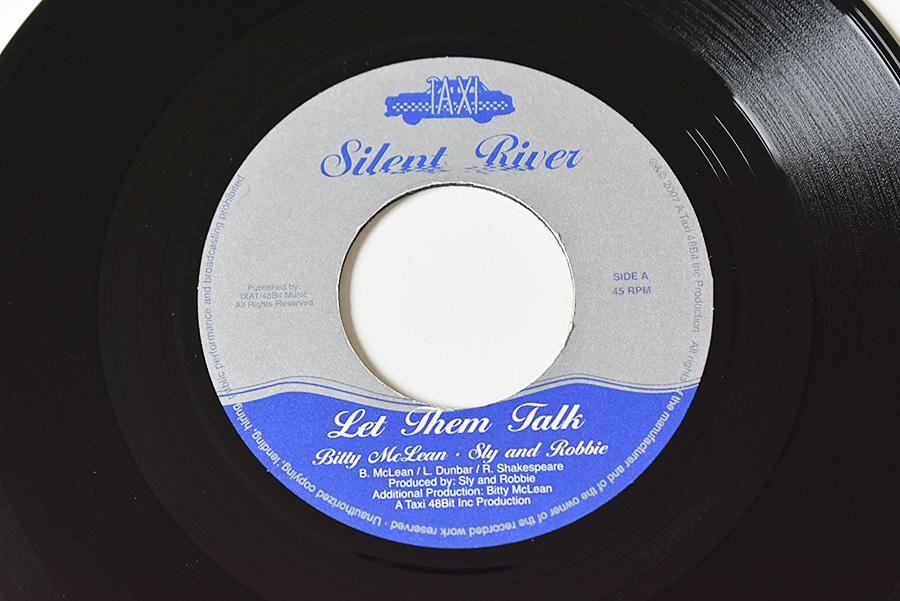 TAXI
Silent River
Published by:
IXAT/48Bit Music.
All Rights Reserved
SIDE A
45 RPM
Let Them Talk
Bitty McLean · Sly and Robbie
B. McLean / L. Dunbar / R. Shakespeare
Produced by: Sly and Robbie
Additional Production: Bitty McLean
A Taxi 48Bit Inc Production
℗&© 2007 A Taxi 48Bit Inc Production All rights of the manufacturer and of the owner of the recorded work reserved · Unauthorized copying, lending, hiring, public performance and broadcasting prohibited